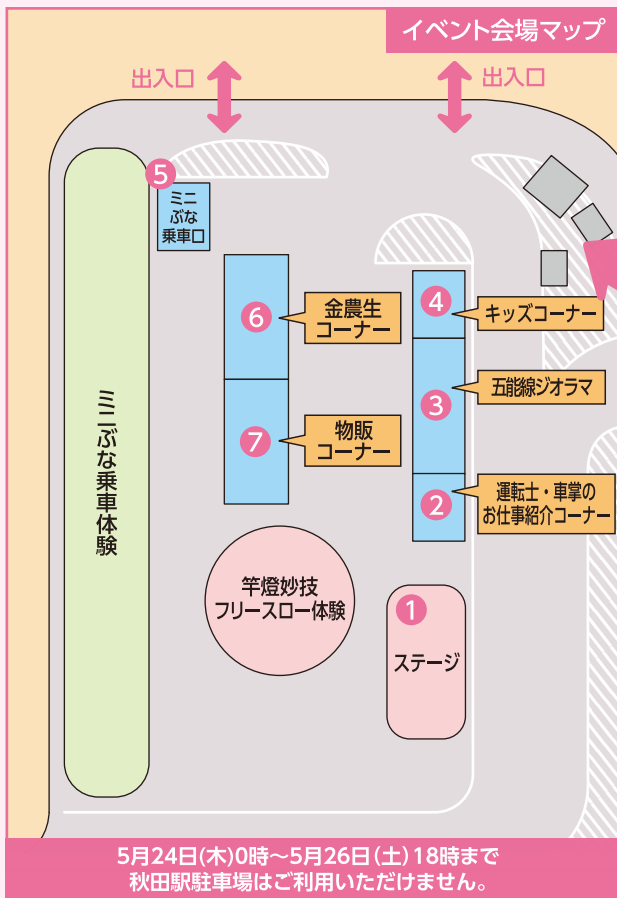 イベント会場マップ
出入口
出入口
5
ミニ
ぶな
乗車口
6
金農生
コーナー
4
キッズコーナー
3
五能線ジオラマ
7
物販
コーナー
2
運転士・車掌の
お仕事紹介コーナー
ミニぶな乗車体験
竿燈妙技
フリースロー体験
1
ステージ
5月24日(木)0時～5月26日(土)18時まで
秋田駅駐車場はご利用いただけません。